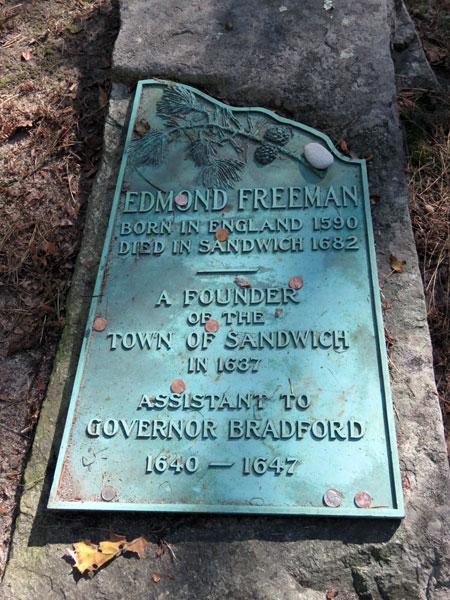 EDMOND FREEMAN
BORN IN ENGLAND 1590
DIED IN SANDWICH 1682
A FOUNDER
OF THE
TOWN OF SANDWICH
IN 1637
ASSISTANT TO
GOVERNOR BRADFORD
1640 — 1647